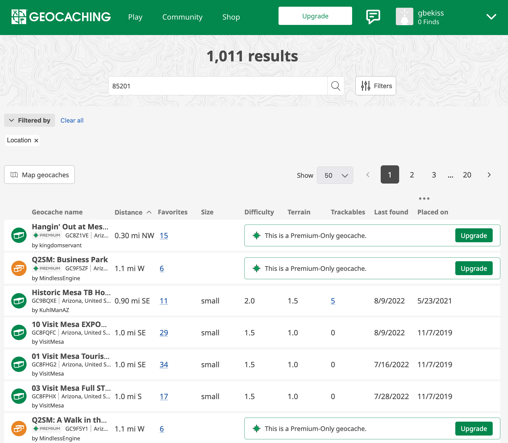 GEOCACHING Play Community Shop Upgrade gbekiss
0 Finds
1,011 results
85201 Filters
Filtered by Clear all
Location ×
Map geocaches Show 50 1 2 3 ... 20
•••
Geocache name Distance Favorites Size Difficulty Terrain Trackables Last found Placed on
Hangin' Out at Mes...
PREMIUM GC8Z1VE | Ariz... 0.30 mi NW 15 This is a Premium-Only geocache. Upgrade
by kingdomservant
Q2SM: Business Park
PREMIUM GC9F5ZF | Ariz... 1.1 mi W 6 This is a Premium-Only geocache. Upgrade
by MindlessEngine
Historic Mesa TB Ho...
GC9BQXE | Arizona, United S... 0.90 mi SE 11 small 2.0 1.5 5 8/9/2022 5/23/2021
by KuhlManAZ
10 Visit Mesa EXPO...
GC8FQFC | Arizona, United S... 1.0 mi SE 29 small 1.5 1.0 0 8/9/2022 11/7/2019
by VisitMesa
01 Visit Mesa Touris...
GC8FHG2 | Arizona, United S... 1.0 mi SE 34 small 1.5 1.0 0 7/16/2022 11/7/2019
by VisitMesa
03 Visit Mesa Full ST...
GC8FPHX | Arizona, United S... 1.0 mi S 17 small 1.5 1.0 0 7/28/2022 11/7/2019
by VisitMesa
Q2SM: A Walk in th...
PREMIUM GC9F5Y1 | Ariz... 1.1 mi W 6 This is a Premium-Only geocache. Upgrade
by MindlessEngine